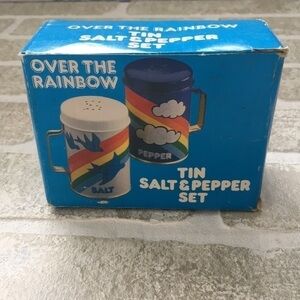 OVER THE RAINBOW
TIN
SALT & PEPPER
SET
OVER THE
RAINBOW
PEPPER
SALT
TIN
SALT & PEPPER
SET